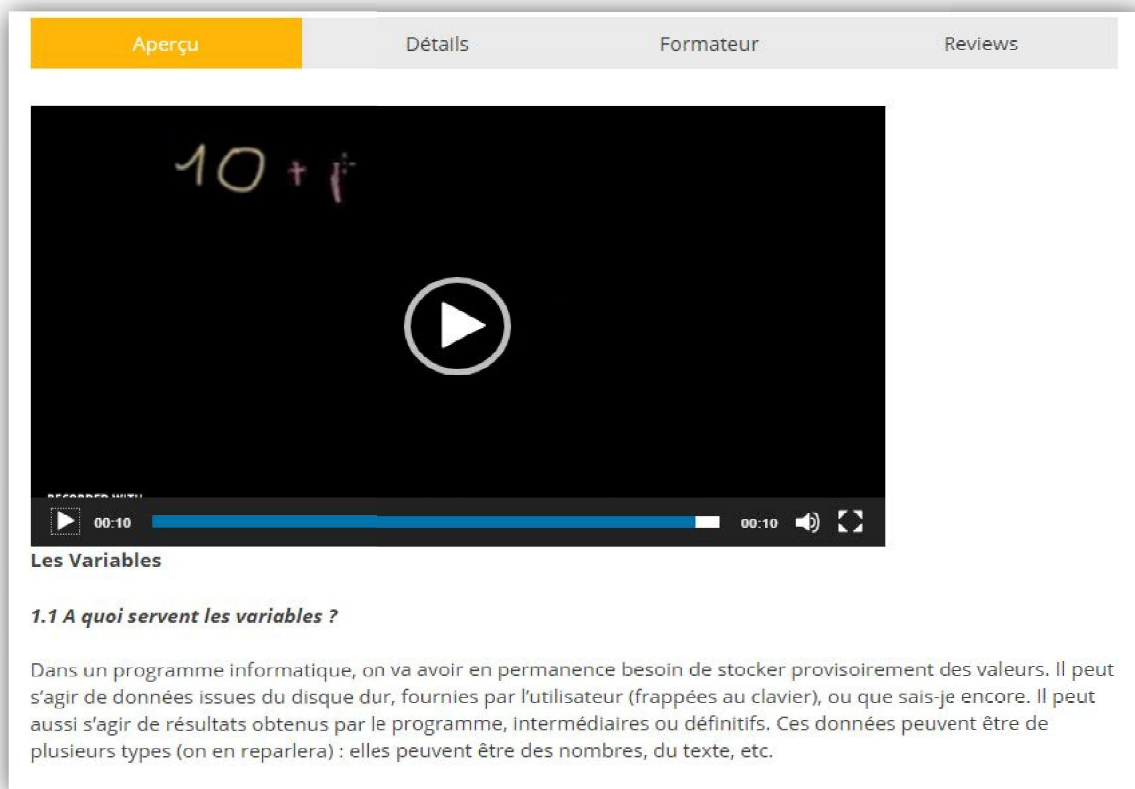 Aperçu Détails Formateur Reviews
10 +
RECORDED WITH
00:10 00:10
Les Variables
1.1 A quoi servent les variables ?
Dans un programme informatique, on va avoir en permanence besoin de stocker provisoirement des valeurs. Il peut
s'agir de données issues du disque dur, fournies par l'utilisateur (frappées au clavier), ou que sais-je encore. Il peut
aussi s'agir de résultats obtenus par le programme, intermédiaires ou définitifs. Ces données peuvent être de
plusieurs types (on en reparlera) : elles peuvent être des nombres, du texte, etc.